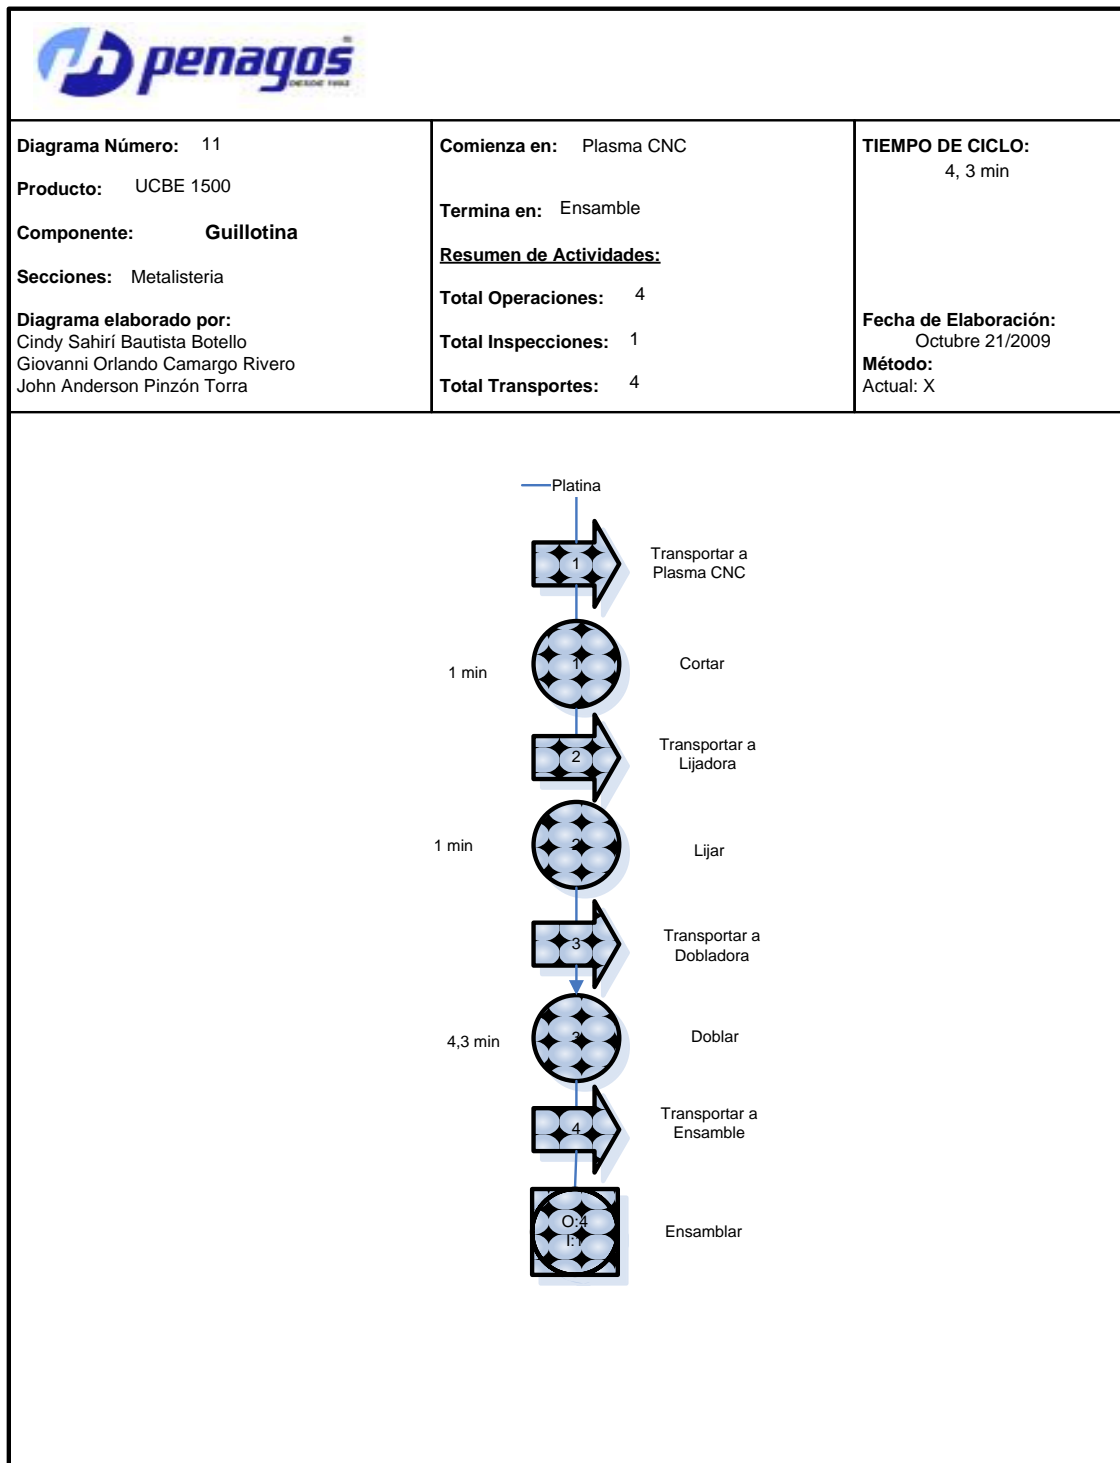 penagos
DESDE 1892
Diagrama Número: 11
Producto: UCBE 1500
Componente: Guillotina
Secciones: Metalisteria
Diagrama elaborado por:
Cindy Sahirí Bautista Botello
Giovanni Orlando Camargo Rivero
John Anderson Pinzón Torra
Comienza en: Plasma CNC
Termina en: Ensamble
Resumen de Actividades:
Total Operaciones: 4
Total Inspecciones: 1
Total Transportes: 4
TIEMPO DE CICLO:
4, 3 min
Fecha de Elaboración:
Octubre 21/2009
Método:
Actual: X
Platina
1
Transportar a
Plasma CNC
1 min
1
Cortar
2
Transportar a
Lijadora
1 min
2
Lijar
3
Transportar a
Dobladora
4,3 min
3
Doblar
4
Transportar a
Ensamble
O:4
I:1
Ensamblar